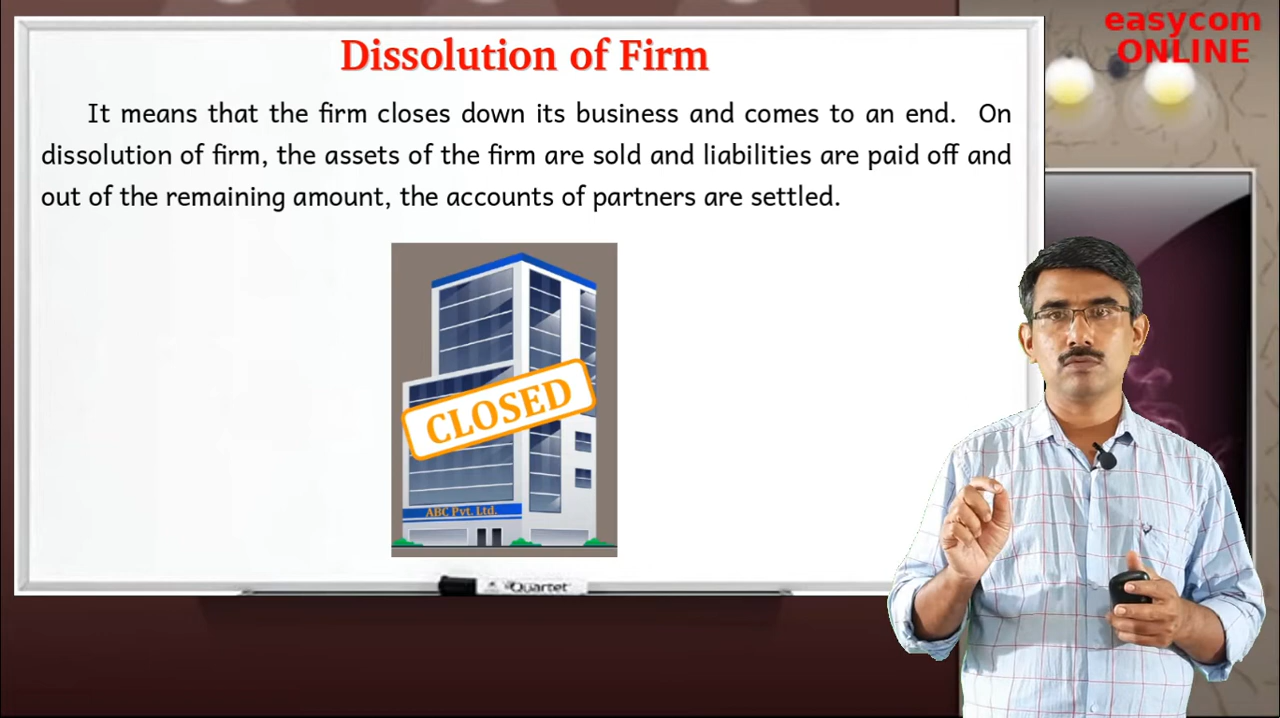 easycom
ONLINE
Dissolution of Firm
It means that the firm closes down its business and comes to an end. On
dissolution of firm, the assets of the firm are sold and liabilities are paid off and
out of the remaining amount, the accounts of partners are settled.
CLOSED
ABC Pvt. Ltd.
Quartet